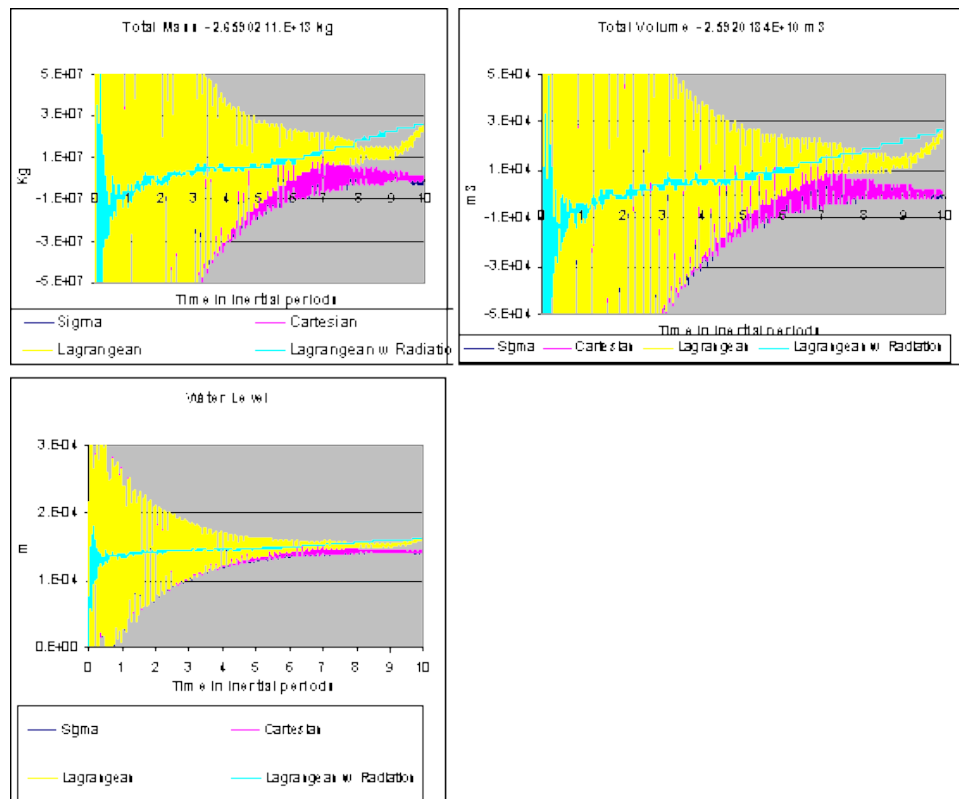 Total Mass -2.6590211.E+13 kg
5.E+07
3.E+07
1.E+07
-1.E+07
-3.E+07
-5.E+07
Kg
0 1 2 3 4 5 6 7 8 9 10
Time in inertial periods
Sigma
Cartesian
Lagrangean
Lagrangean w. Radiatio
Total Volume -2.5920184E+10 m3
5.E+04
3.E+04
1.E+04
-1.E+04
-3.E+04
-5.E+04
m3
0 1 2 3 4 5 6 7 8 9 10
Time in inertial periods
Sigma Cartesian Lagrangean Lagrangean w. Radiation
Water Level
3.E-04
2.E-04
1.E-04
0.E+00
m
0 1 2 3 4 5 6 7 8 9 10
Time in inertial periods
Sigma
Cartesian
Lagrangean
Lagrangean w. Radiation